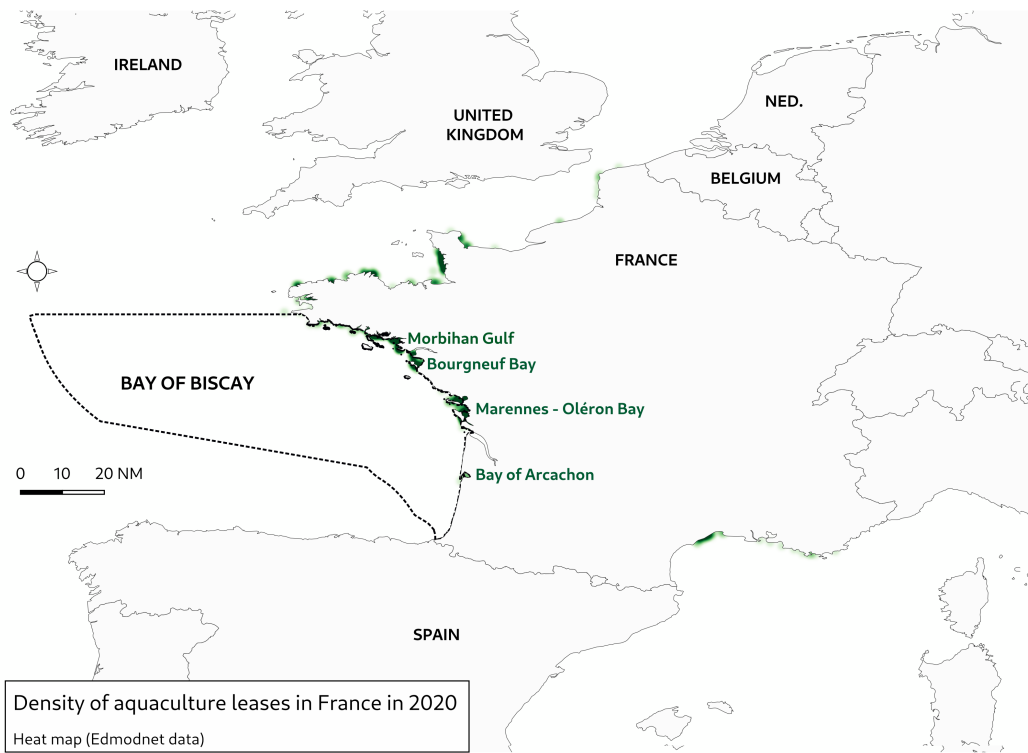 IRELAND
UNITED
KINGDOM
NED.
BELGIUM
FRANCE
Morbihan Gulf
Bourgneuf Bay
BAY OF BISCAY
Marennes - Oléron Bay
0 10 20 NM
Bay of Arcachon
SPAIN
Density of aquaculture leases in France in 2020
Heat map (Edmodnet data)